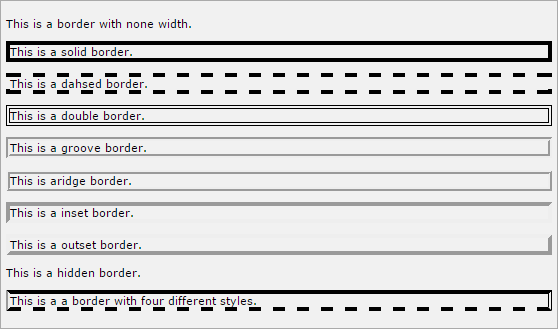 This is a border with none width.
This is a solid border.
This is a dahsed border.
This is a double border.
This is a groove border.
This is aridge border.
This is a inset border.
This is a outset border.
This is a hidden border.
This is a a border with four different styles.